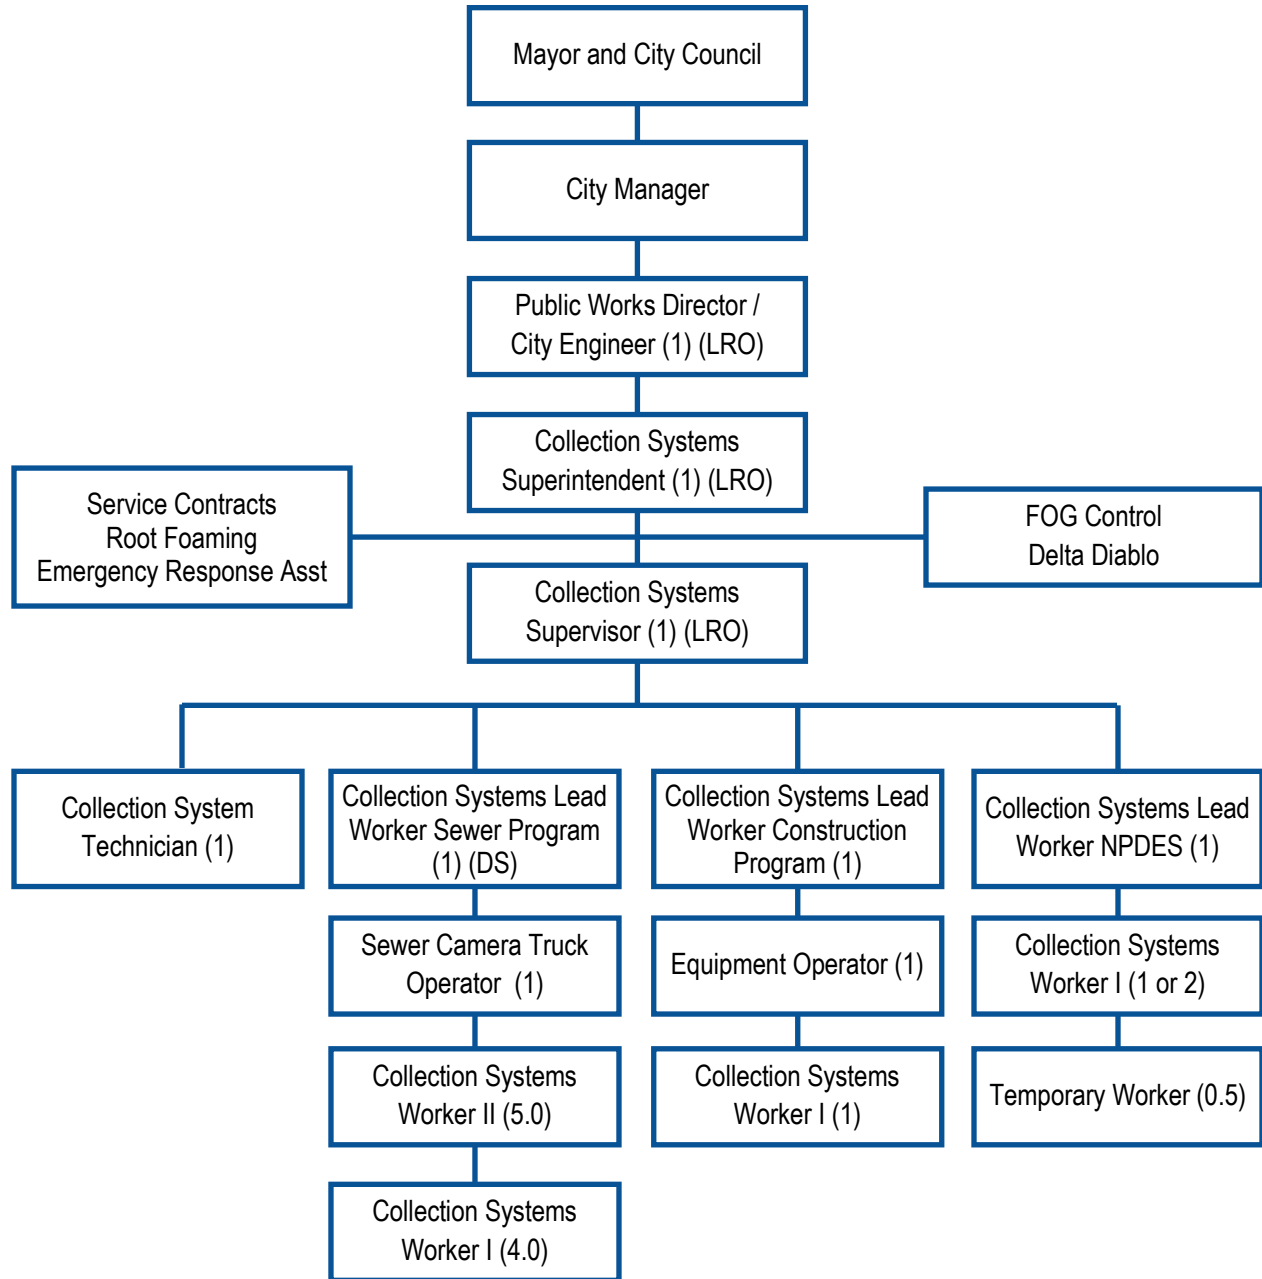 Mayor and City Council
City Manager
Public Works Director /
City Engineer (1) (LRO)
Collection Systems
Superintendent (1) (LRO)
Service Contracts
Root Foaming
Emergency Response Asst
FOG Control
Delta Diablo
Collection Systems
Supervisor (1) (LRO)
Collection System
Technician (1)
Collection Systems Lead
Worker Sewer Program
(1) (DS)
Collection Systems Lead
Worker Construction
Program (1)
Collection Systems Lead
Worker NPDES (1)
Sewer Camera Truck
Operator (1)
Equipment Operator (1)
Collection Systems
Worker I (1 or 2)
Collection Systems
Worker II (5.0)
Collection Systems
Worker I (1)
Temporary Worker (0.5)
Collection Systems
Worker I (4.0)